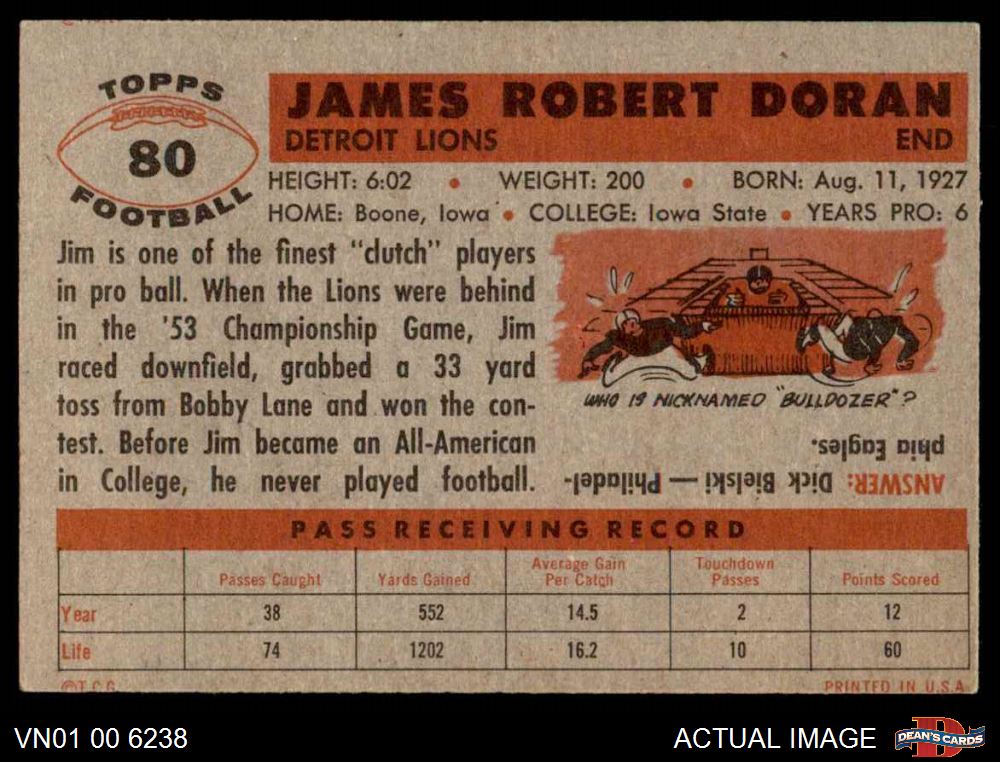 TOPPS
80
FOOTBALL
JAMES ROBERT DORAN
DETROIT LIONS END
HEIGHT: 6:02 • WEIGHT: 200 • BORN: Aug. 11, 1927
HOME: Boone, Iowa • COLLEGE: Iowa State • YEARS PRO: 6
Jim is one of the finest "clutch" players
in pro ball. When the Lions were behind
in the '53 Championship Game, Jim
raced downfield, grabbed a 33 yard
toss from Bobby Lane and won the con-
test. Before Jim became an All-American
in College, he never played football.
WHO IS NICKNAMED "BULLDOZER"?
ANSWER: Dick Bielski — Philadel-
phia Eagles.
PASS RECEIVING RECORD
Passes Caught Yards Gained Average Gain Per Catch Touchdown Passes Points Scored
Year 38 552 14.5 2 12
Life 74 1202 16.2 10 60
©T.C.G. PRINTED IN U.S.A.
VN01 00 6238 ACTUAL IMAGE DEAN'S CARDS